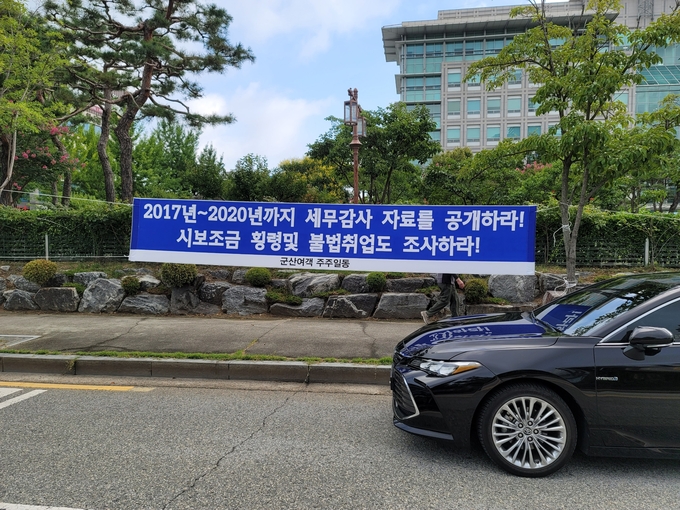 2017년~2020년까지 세무감사 자료를 공개하라!
시보조금 횡령및 불법취업도 조사하라!
군산여객 주주일동